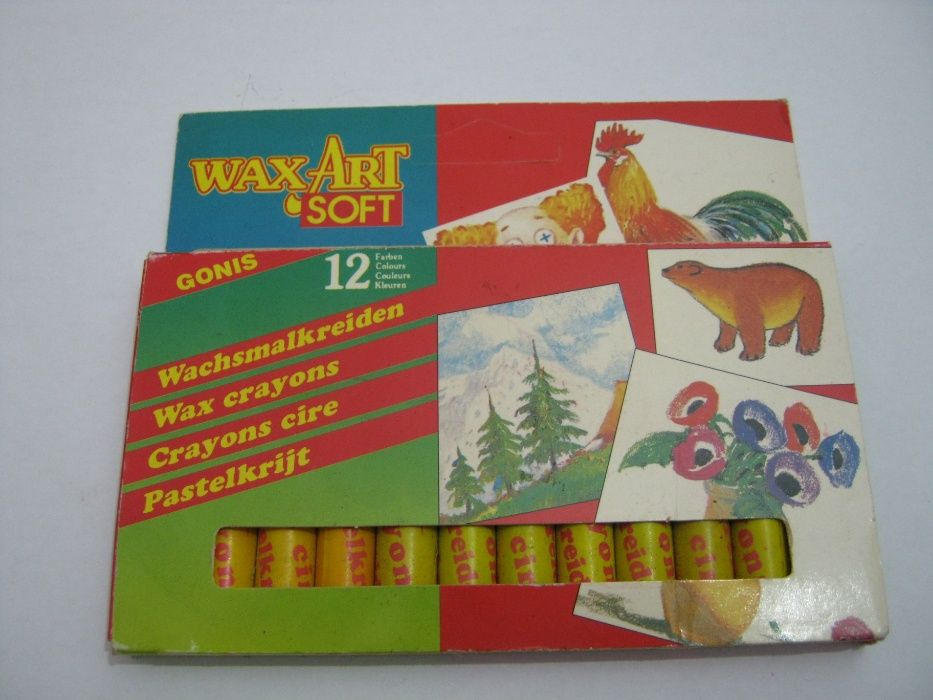 WAX ART
SOFT
GONIS
12
Farben
Colours
Couleurs
Kleuren
Wachsmalkreiden
Wax crayons
Crayons cire
Pastelkrijt